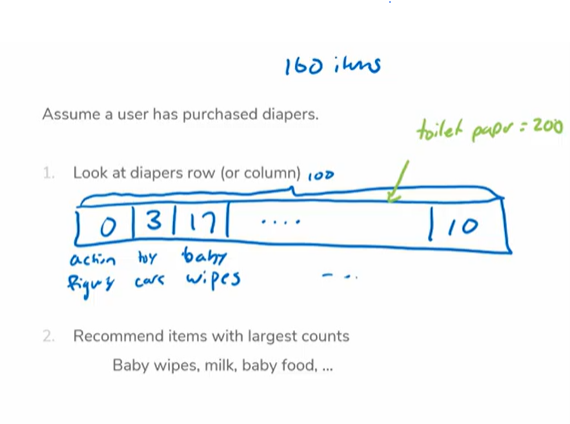 160 items
Assume a user has purchased diapers.
toilet paper = 200
1. Look at diapers row (or column) 100
0 3 17 .... 10
action toy baby
figures cars wipes - ..
2. Recommend items with largest counts
Baby wipes, milk, baby food, ...